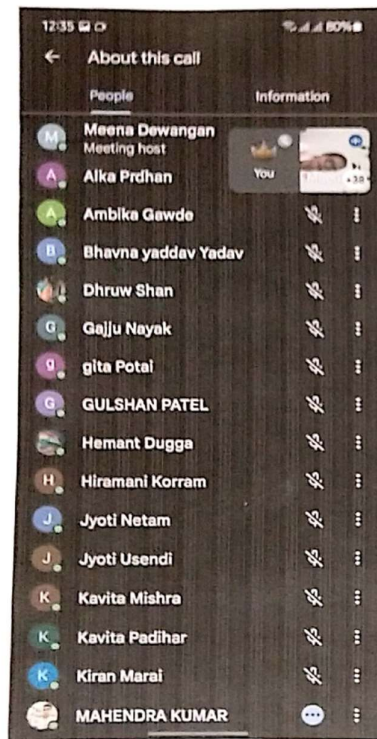 12:35
80%
About this call
People
Information
M
Meena Dewangan
Meeting host
You
A
Alka Prdhan
A
Ambika Gawde
B
Bhavna yaddav Yadav
Dhruw Shan
G
Gajju Nayak
g
gita Potai
G
GULSHAN PATEL
Hemant Dugga
H
Hiramani Korram
J
Jyoti Netam
J
Jyoti Usendi
K
Kavita Mishra
K
Kavita Padihar
K
Kiran Marai
MAHENDRA KUMAR